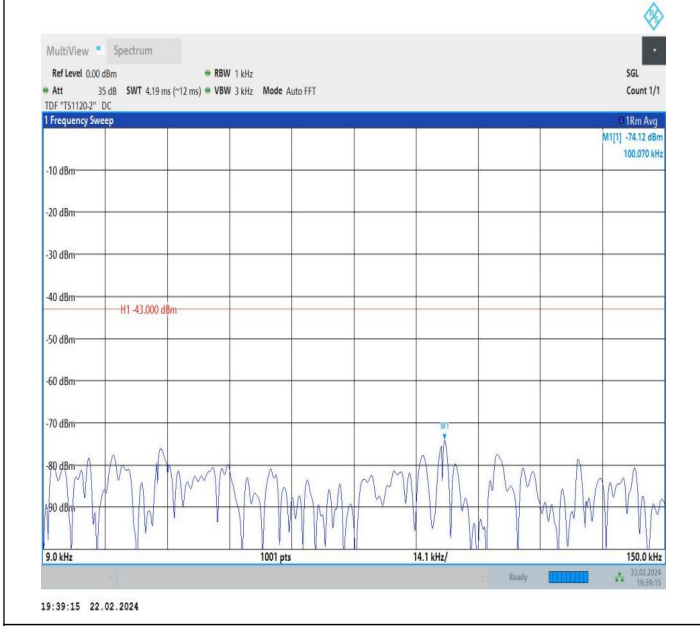 R&S
MultiView Spectrum
Ref Level 0.00 dBm RBW 1 kHz SGL
Att 35 dB SWT 4.19 ms (~12 ms) VBW 3 kHz Mode Auto FFT Count 1/1
TDF "TS1120-2" DC
1 Frequency Sweep 1Rm Avg
M1[1] -74.12 dBm
100.070 kHz
-10 dBm
-20 dBm
-30 dBm
-40 dBm
H1 -43.000 dBm
-50 dBm
-60 dBm
-70 dBm
M1
-80 dBm
-90 dBm
9.0 kHz 1001 pts 14.1 kHz/ 150.0 kHz
Ready 22.02.2024
19:39:15
19:39:15 22.02.2024